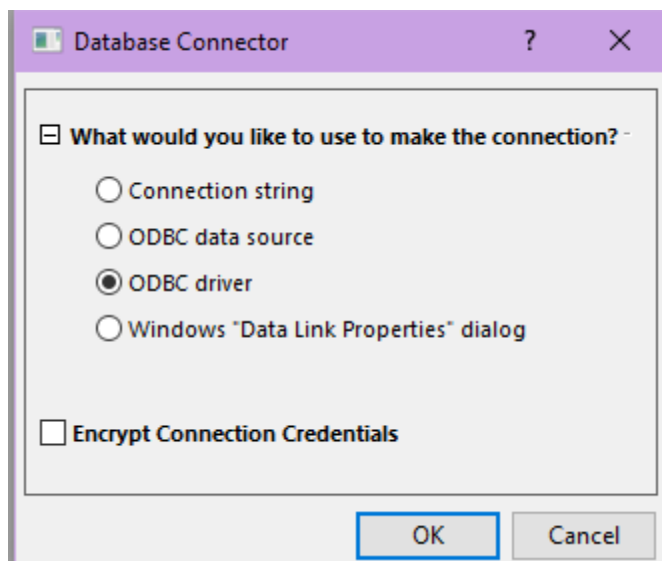 Database Connector ?
What would you like to use to make the connection?
Connection string
ODBC data source
ODBC driver
Windows "Data Link Properties" dialog
Encrypt Connection Credentials
OK Cancel